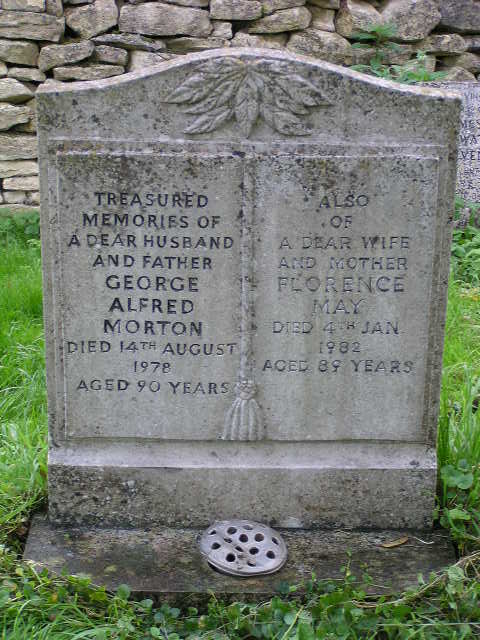 TREASURED
MEMORIES OF
A DEAR HUSBAND
AND FATHER
GEORGE
ALFRED
MORTON
DIED 14TH AUGUST
1978
AGED 90 YEARS
ALSO
OF
A DEAR WIFE
AND MOTHER
FLORENCE
MAY
DIED 4TH JAN.
1982
AGED 89 YEARS